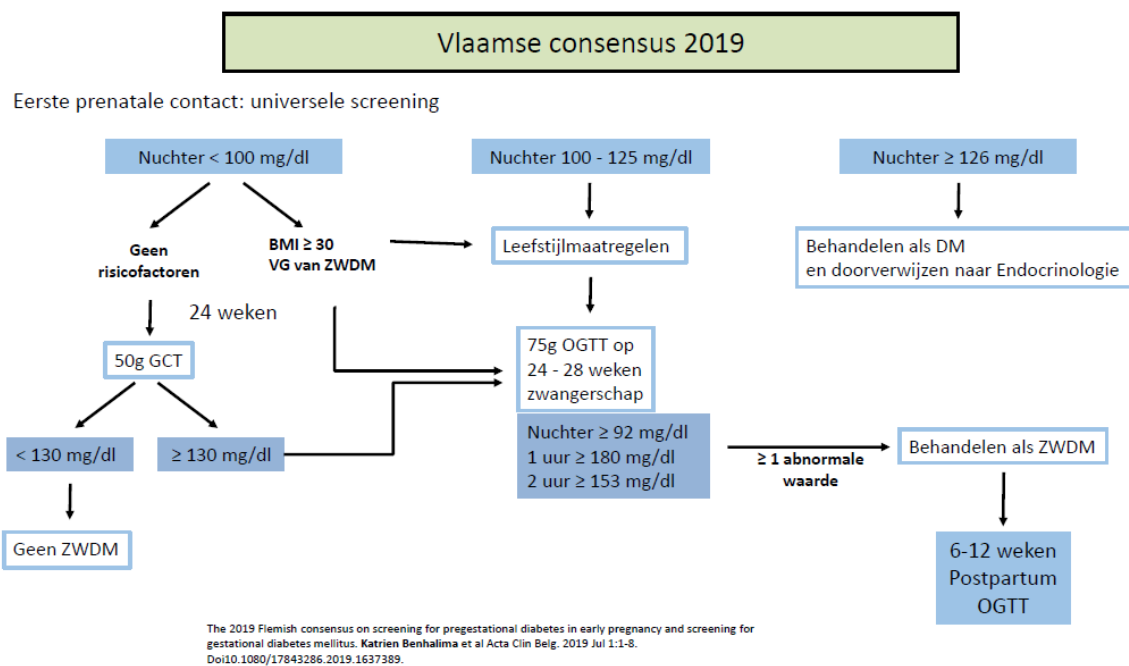 Vlaamse consensus 2019
Eerste prenatale contact: universele screening
Nuchter < 100 mg/dl
Nuchter 100 - 125 mg/dl
Nuchter ≥ 126 mg/dl
Geen
risicofactoren
BMI ≥ 30
VG van ZWDM
Leefstijlmaatregelen
Behandelen als DM
en doorverwijzen naar Endocrinologie
24 weken
50g GCT
75g OGTT op
24 - 28 weken
zwangerschap
< 130 mg/dl
≥ 130 mg/dl
Nuchter ≥ 92 mg/dl
1 uur ≥ 180 mg/dl
2 uur ≥ 153 mg/dl
≥ 1 abnormale
waarde
Behandelen als ZWDM
Geen ZWDM
6-12 weken
Postpartum
OGTT
The 2019 Flemish consensus on screening for pregestational diabetes in early pregnancy and screening for
gestational diabetes mellitus. Katrien Benhalima et al Acta Clin Belg. 2019 Jul 1:1-8.
Doi10.1080/17843286.2019.1637389.